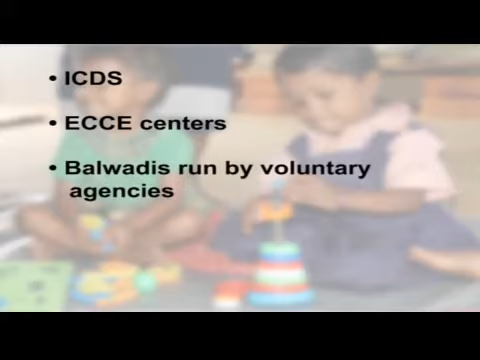 • ICDS
• ECCE centers
• Balwadis run by voluntary
agencies